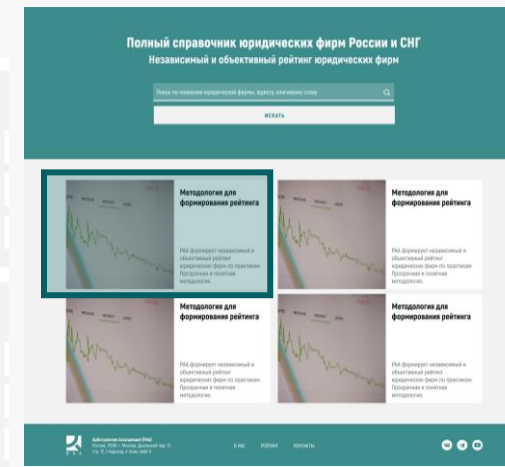 Полный справочник юридических фирм России и СНГ
Независимый и объективный рейтинг юридических фирм
Поиск по названию юридической фирмы, юристу, ключевому слову
ИСКАТЬ
Методология для
формирования рейтинга
РАА формирует независимый и
объективный рейтинг
юридических фирм по практикам.
Прозрачная и понятная
методология.
Методология для
формирования рейтинга
РАА формирует независимый и
объективный рейтинг
юридических фирм по практикам.
Прозрачная и понятная
методология.
Методология для
формирования рейтинга
РАА формирует независимый и
объективный рейтинг
юридических фирм по практикам.
Прозрачная и понятная
методология.
Методология для
формирования рейтинга
РАА формирует независимый и
объективный рейтинг
юридических фирм по практикам.
Прозрачная и понятная
методология.
РАА
Арбитражная Ассоциация (РАА)
О НАС
РЕЙТИНГ
КОНТАКТЫ